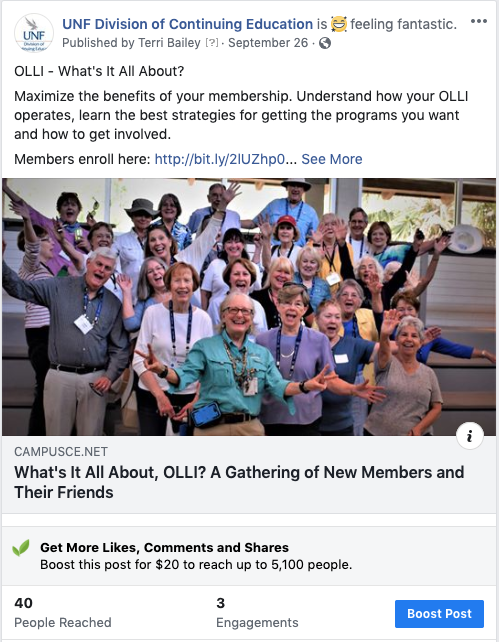 UNF Division of Continuing Education is feeling fantastic.
Published by Terri Bailey [?] · September 26 ·
UNF
Division of
OLLI - What's It All About?
Maximize the benefits of your membership. Understand how your OLLI
operates, learn the best strategies for getting the programs you want
and how to get involved.
Members enroll here: http://bit.ly/2lUZhp0... See More
CAMPUSCE.NET
What's It All About, OLLI? A Gathering of New Members and
Their Friends
Get More Likes, Comments and Shares
Boost this post for $20 to reach up to 5,100 people.
40
People Reached
3
Engagements
Boost Post